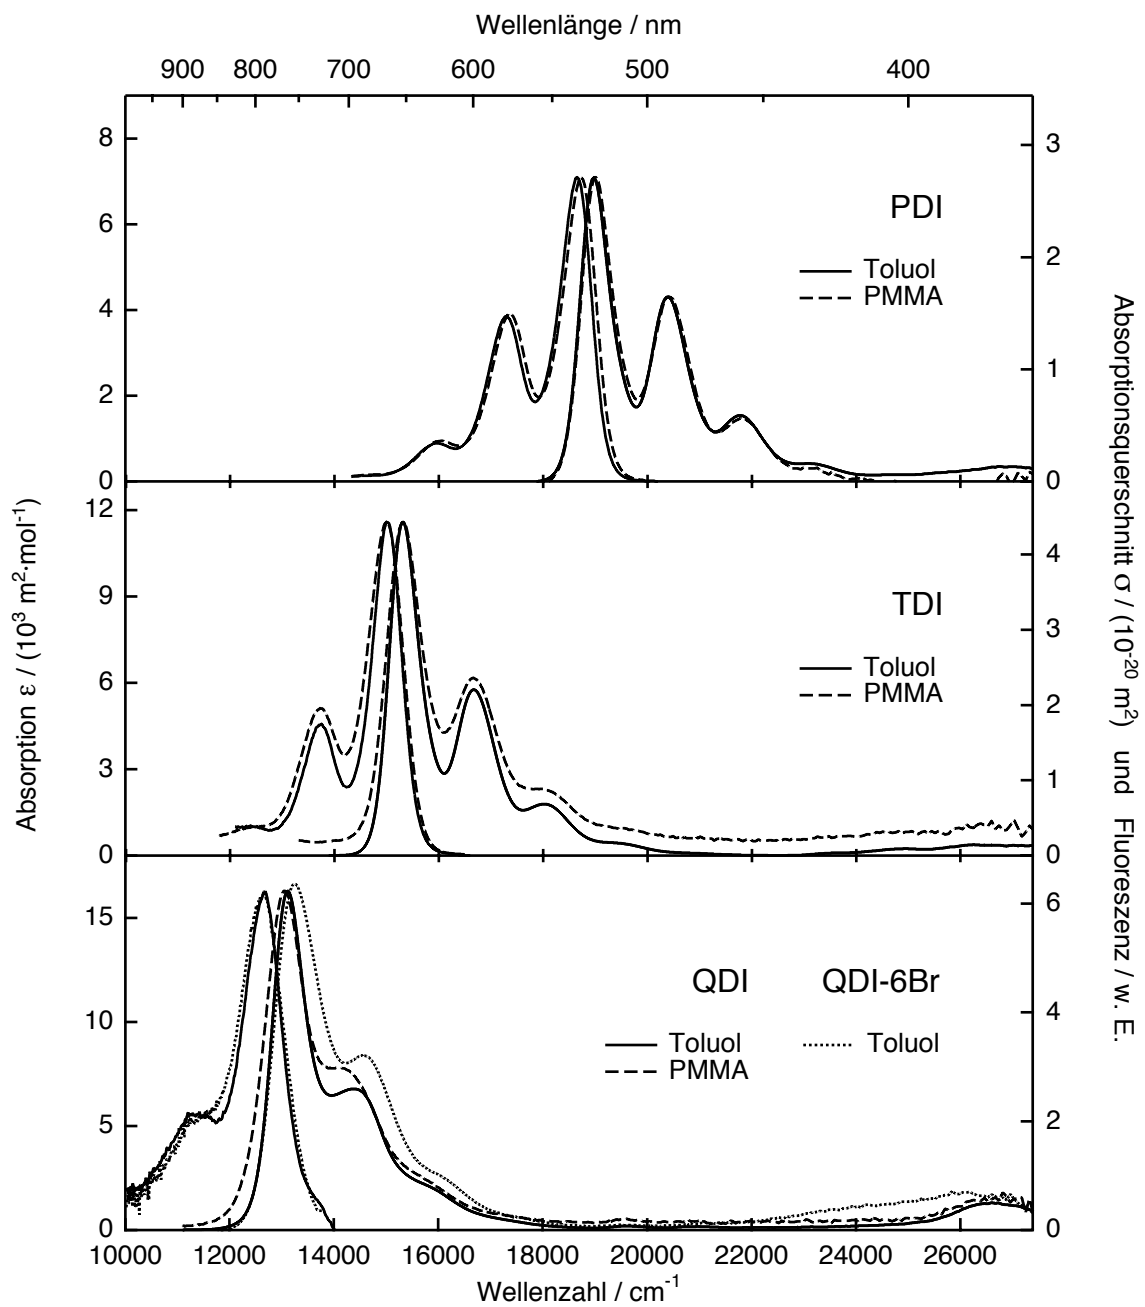 Wellenlänge / nm
900 800 700 600 500 400
8
6
4
2
0
3
2
1
0
PDI
Toluol
PMMA
12
9
6
3
0
4
3
2
1
0
TDI
Toluol
PMMA
15
10
5
0
6
4
2
0
QDI QDI-6Br
Toluol Toluol
PMMA
10000 12000 14000 16000 18000 20000 22000 24000 26000
Wellenzahl / cm⁻¹
Absorption ε / (10³ m²·mol⁻¹)
Absorptionsquerschnitt σ / (10⁻²⁰ m²) und Fluoreszenz / w. E.